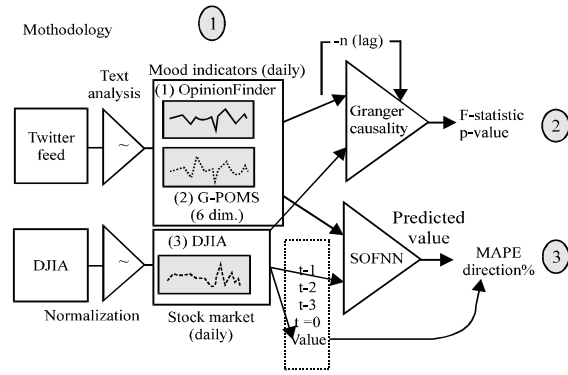 Mothodology
1
-n (lag)
Text
analysis
Mood indicators (daily)
(1) OpinionFinder
Twitter
feed
~
Granger
causality
F-statistic
p-value
2
(2) G-POMS
(6 dim.)
DJIA
~
(3) DJIA
Normalization
Stock market
(daily)
t-1
t-2
t-3
t =0
Value
SOFNN
Predicted
value
MAPE
direction%
3